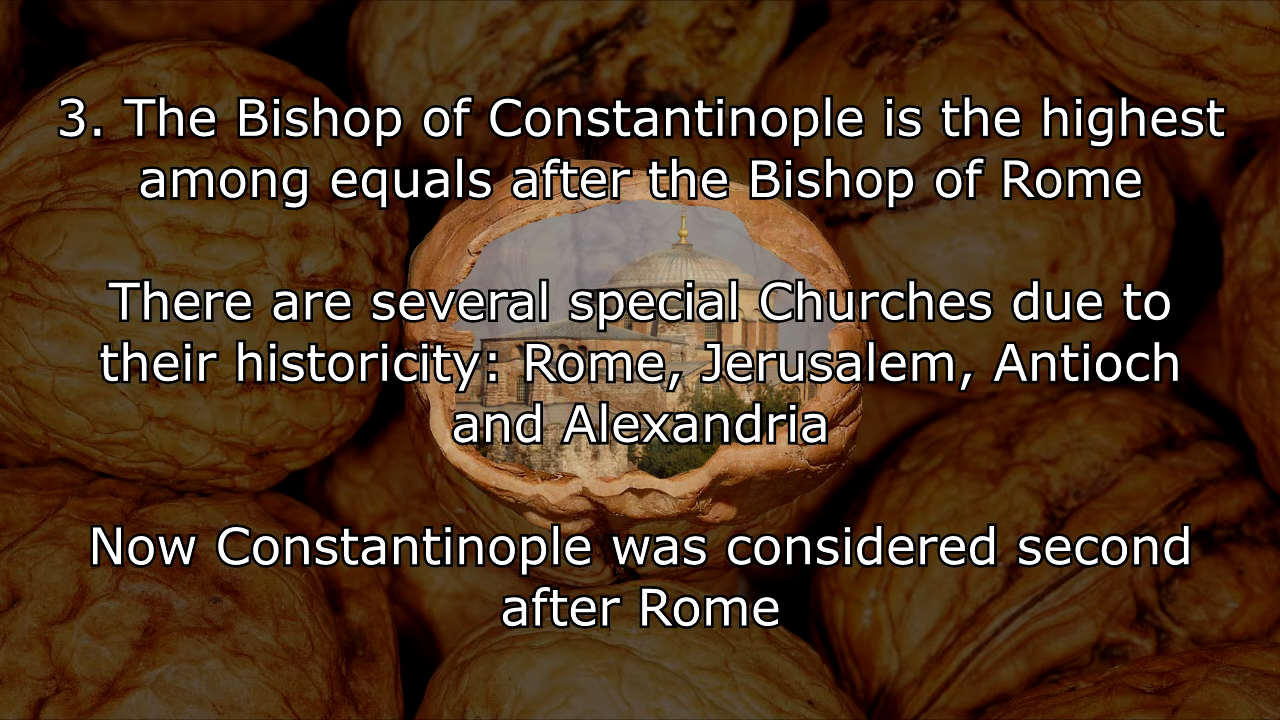 3. The Bishop of Constantinople is the highest
among equals after the Bishop of Rome
There are several special Churches due to
their historicity: Rome, Jerusalem, Antioch
and Alexandria
Now Constantinople was considered second
after Rome